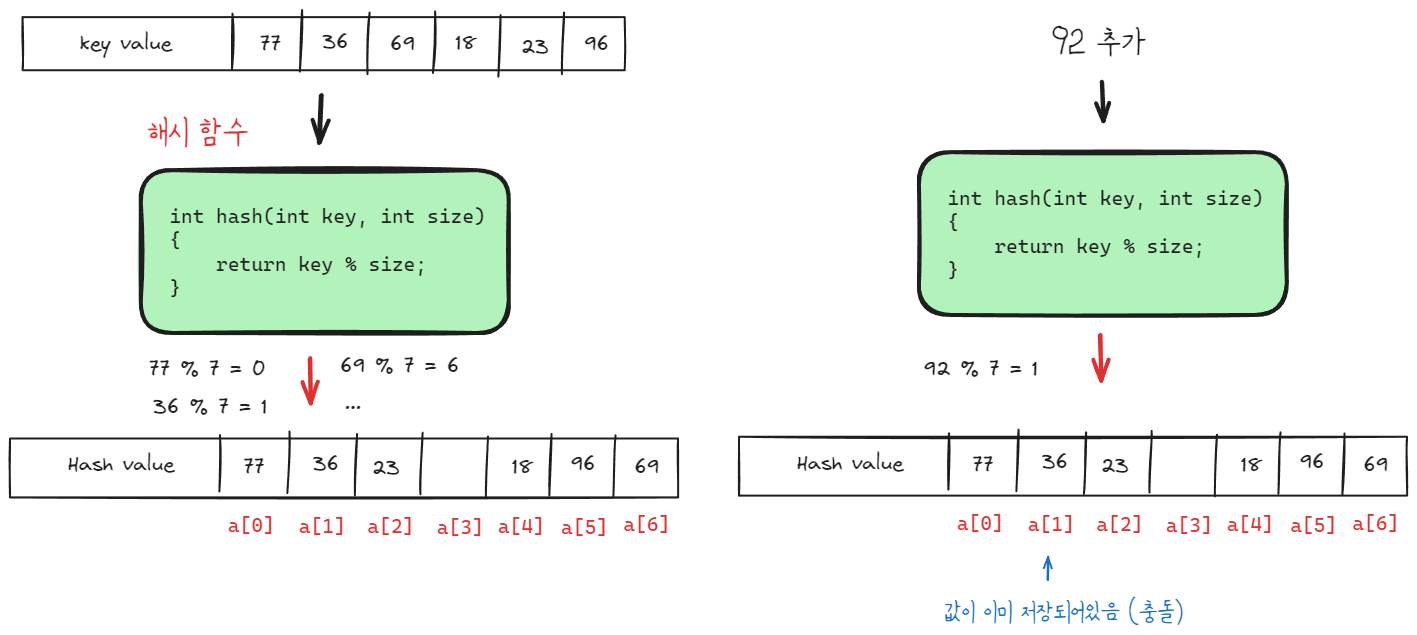 key value 77 36 69 18 23 96
해시 함수
int hash(int key, int size)
{
return key % size;
}
77 % 7 = 0
69 % 7 = 6
36 % 7 = 1
...
Hash value 77 36 23 18 96 69
a[0] a[1] a[2] a[3] a[4] a[5] a[6]
92 추가
int hash(int key, int size)
{
return key % size;
}
92 % 7 = 1
Hash value 77 36 23 18 96 69
a[0] a[1] a[2] a[3] a[4] a[5] a[6]
값이 이미 저장되어있음 (충돌)